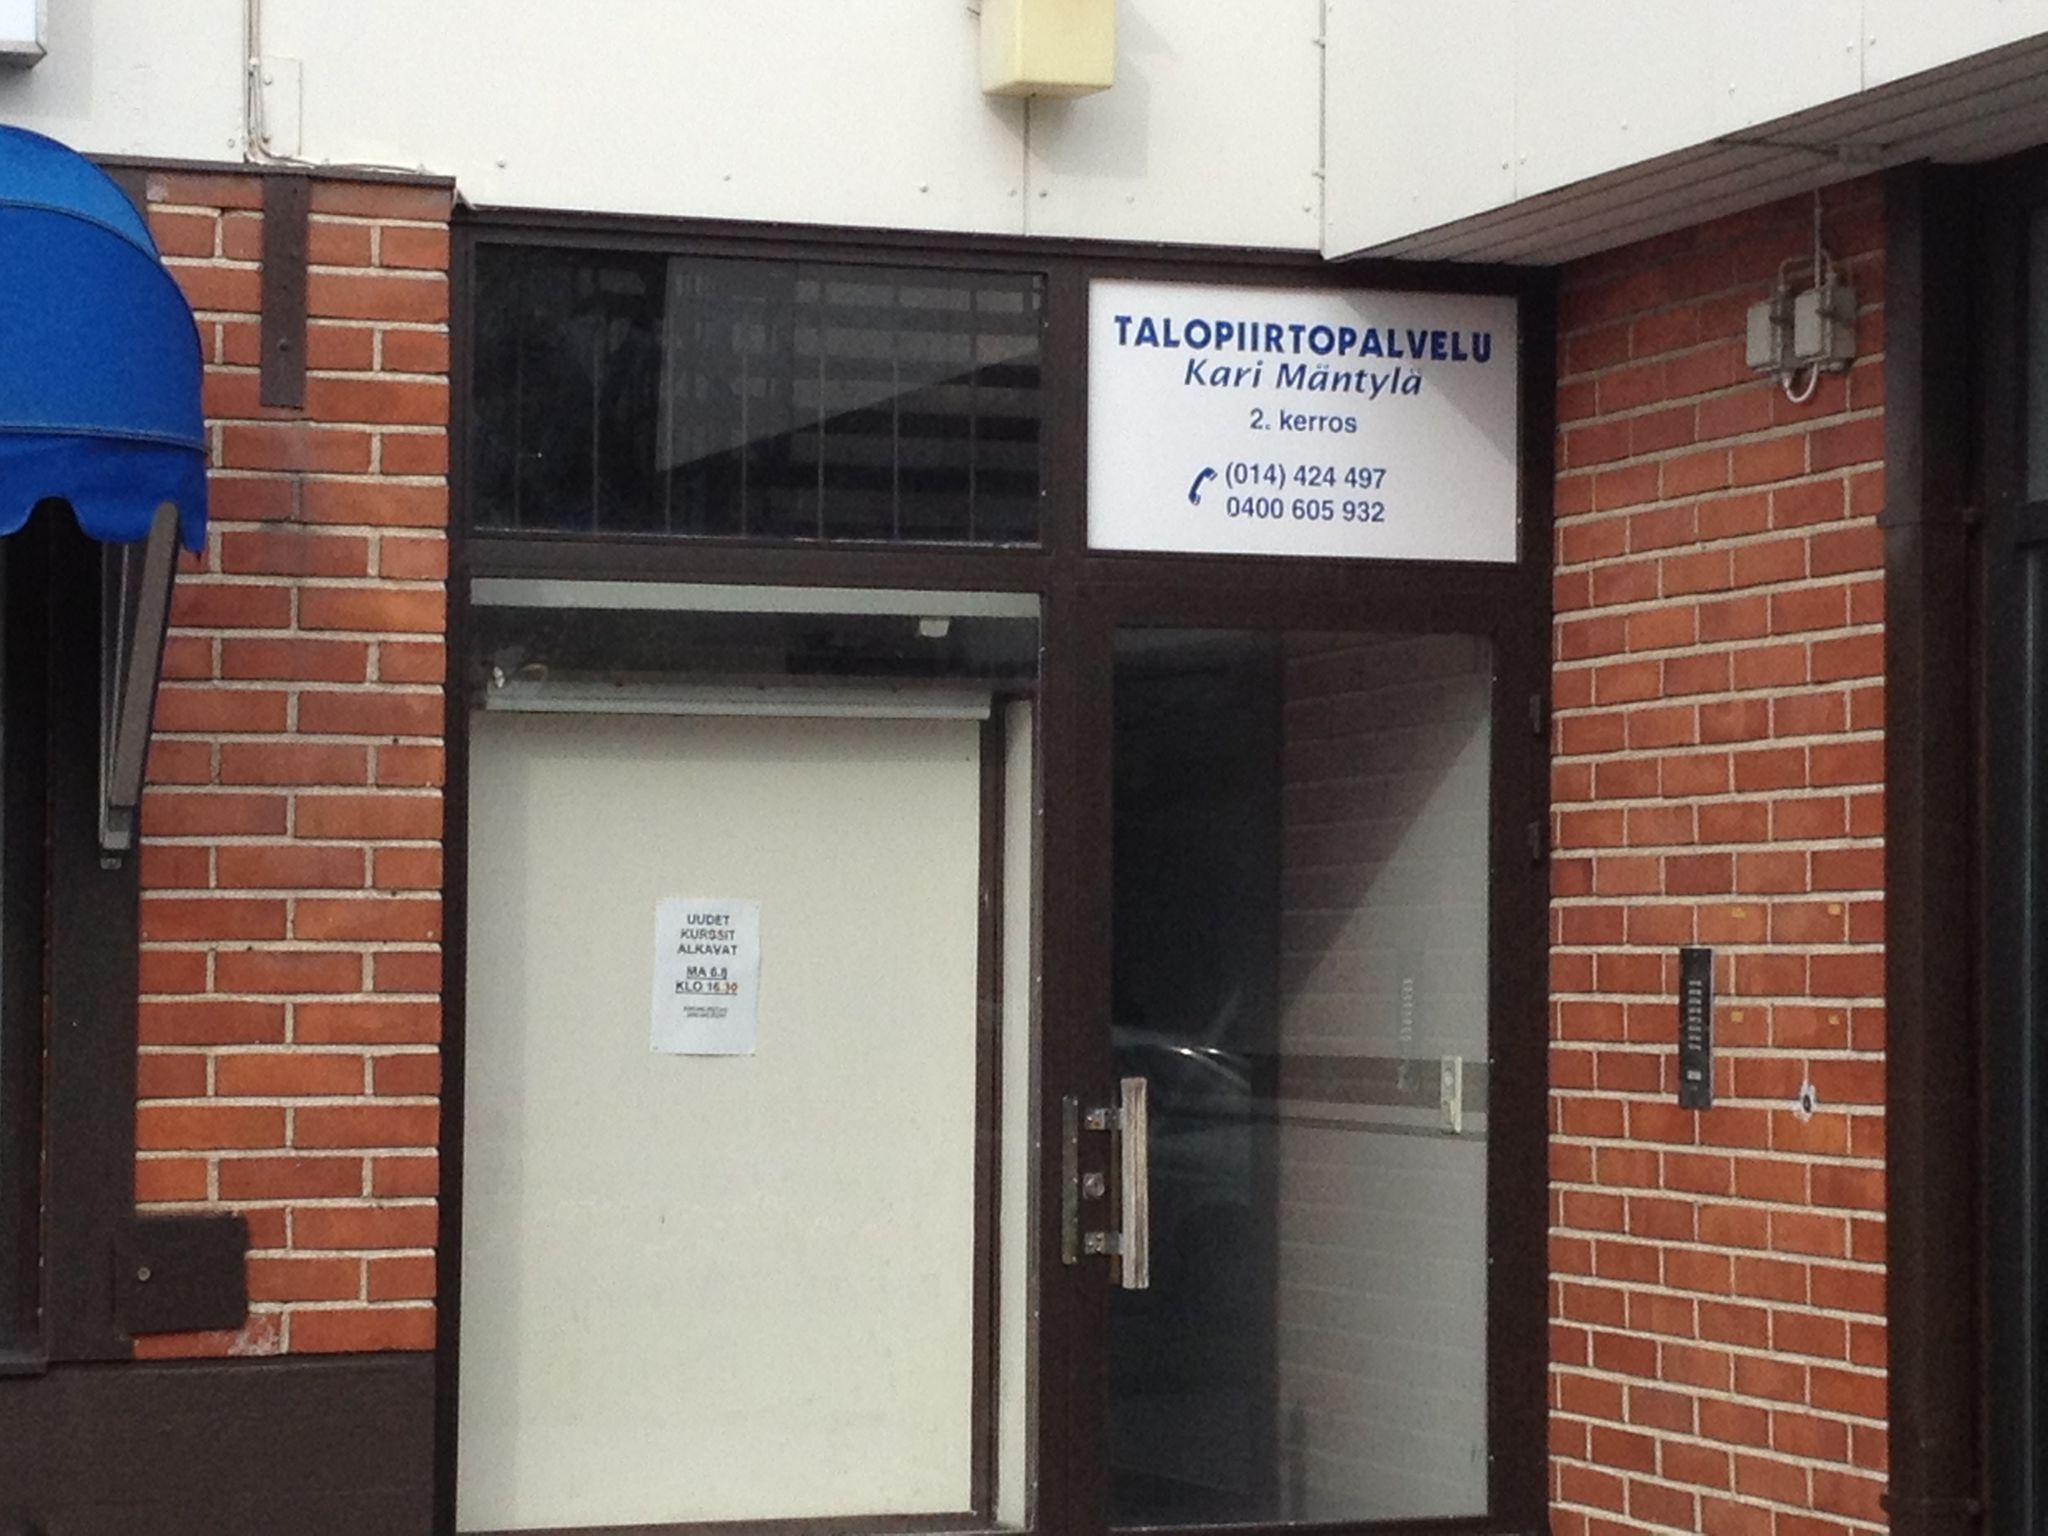 TALOPIIRTOPALVELU
Kari Mäntylä
2. kerros
(014) 424 497
0400 605 932
UUDET
KURSSIT
ALKAVAT
MA 6.8
KLO 16.30